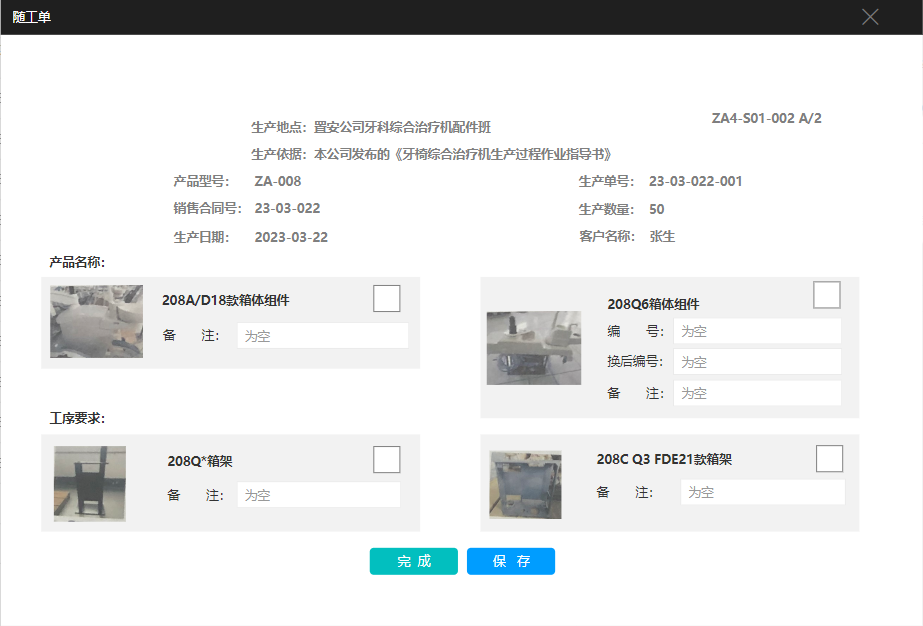 随工单
ZA4-S01-002 A/2
生产地点：置安公司牙科综合治疗机配件班
生产依据：本公司发布的《牙椅综合治疗机生产过程作业指导书》
产品型号： ZA-008 生产单号： 23-03-022-001
销售合同号： 23-03-022 生产数量： 50
生产日期： 2023-03-22 客户名称： 张生
产品名称：
208A/D18款箱体组件
备 注： 为空
208Q6箱体组件
编 号： 为空
换后编号： 为空
备 注： 为空
工序要求：
208Q*箱架
备 注： 为空
208C Q3 FDE21款箱架
备 注： 为空
完 成 保 存